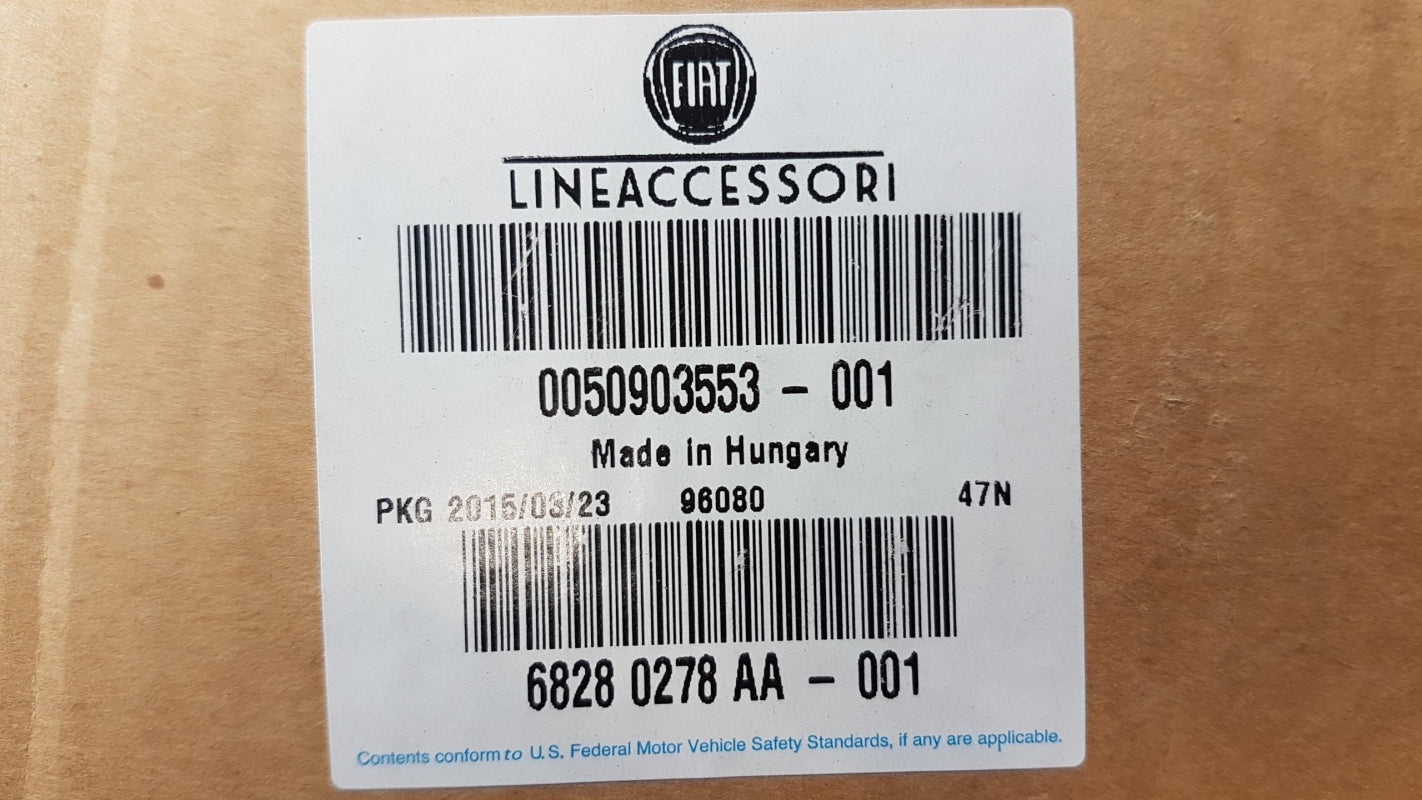 FIAT
LINEACCESSORI
0050903553 - 001
Made in Hungary
PKG 2015/03/23 96080 47N
6828 0278 AA - 001
Contents conform to U.S. Federal Motor Vehicle Safety Standards, if any are applicable.